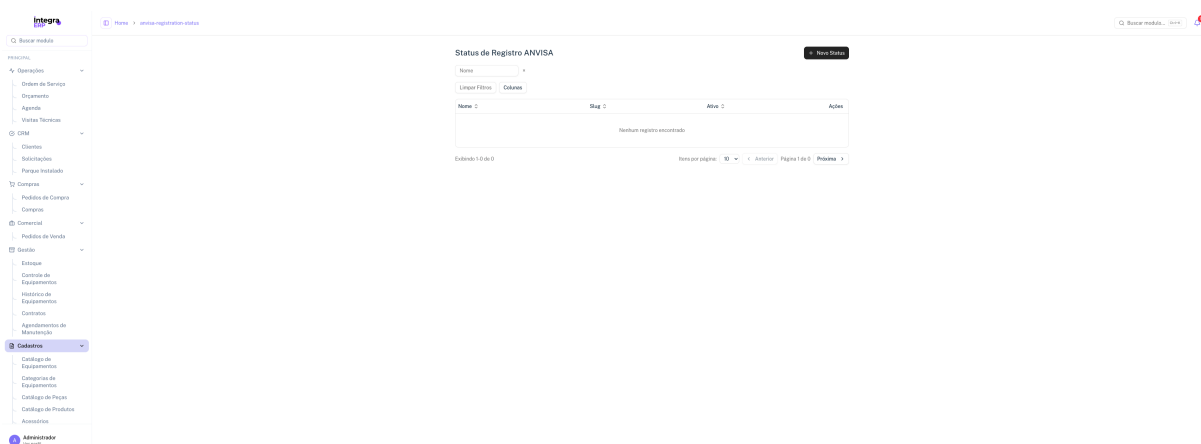 integra
ERP
Buscar modulo
PRINCIPAL
Operações
Ordem de Serviço
Orçamento
Agenda
Visitas Técnicas
CRM
Clientes
Solicitações
Parque Instalado
Compras
Pedidos de Compra
Compras
Comercial
Pedidos de Venda
Gestão
Estoque
Controle de
Equipamentos
Histórico de
Equipamentos
Contratos
Agendamentos de
Manutenção
Cadastros
Catálogo de
Equipamentos
Categorias de
Equipamentos
Catálogo de Peças
Catálogo de Produtos
Acessórios
A Administrador
Home > anvisa-registration-status
Buscar modulo...
Status de Registro ANVISA
+ Novo Status
Nome
Limpar Filtros Colunas
Nome Slug Ativo Ações
Nenhum registro encontrado
Exibindo 1-0 de 0 Itens por página: 10 < Anterior Página 1 de 0 Próxima >